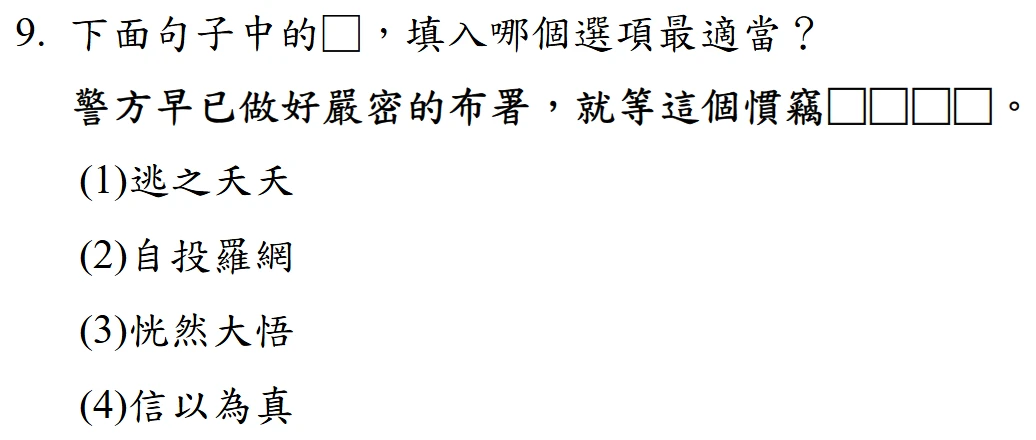 9. 下面句子中的□，填入哪個選項最適當？
警方早已做好嚴密的布署，就等這個慣竊□□□□。
(1)逃之夭夭
(2)自投羅網
(3)恍然大悟
(4)信以為真